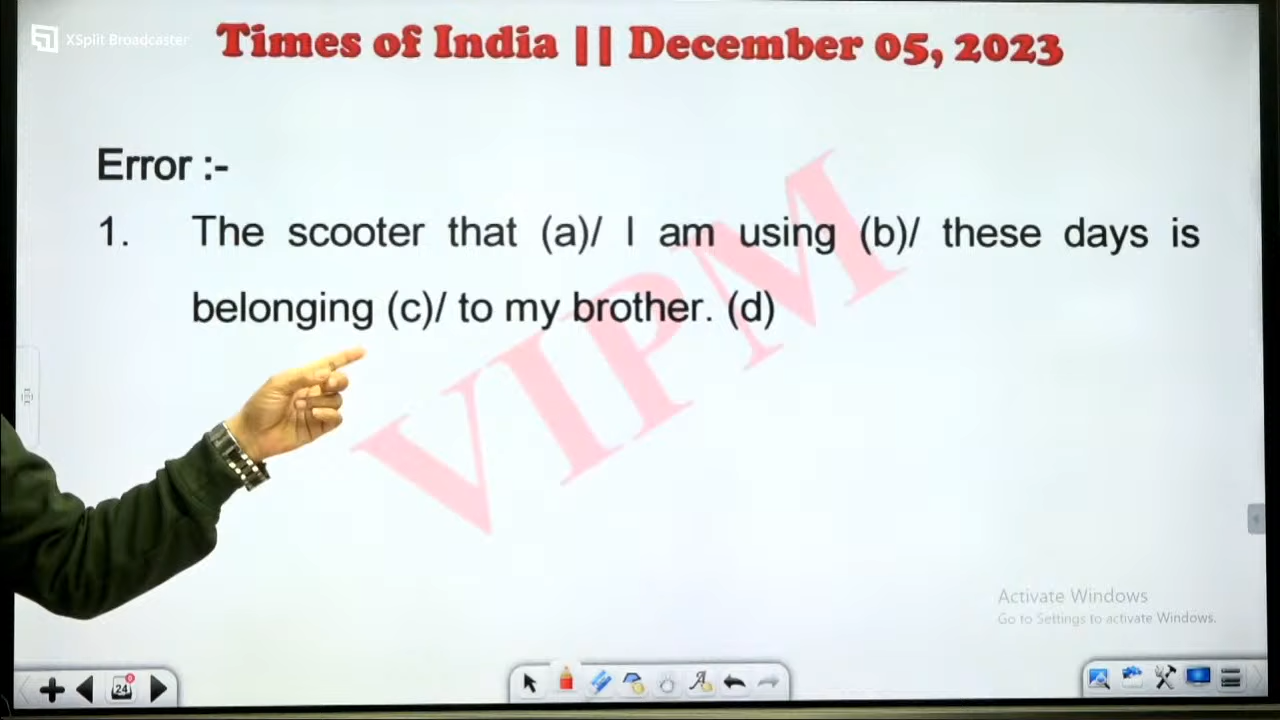 XSplit Broadcaster
Times of India || December 05, 2023
Error :-
1. The scooter that (a)/ I am using (b)/ these days is
belonging (c)/ to my brother. (d)
VIPM
Activate Windows
Go to Settings to activate Windows.
24